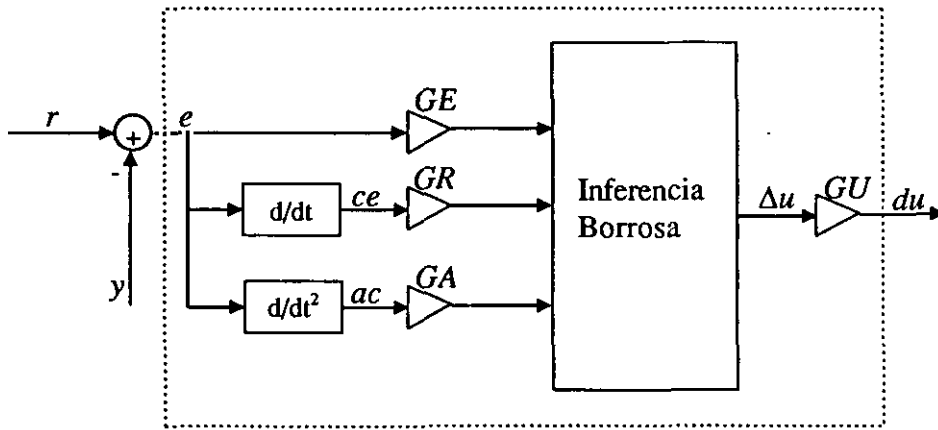 r
+
-
y
e
GE
d/dt
ce
GR
d/dt²
ac
GA
Inferencia
Borrosa
Δu
GU
du